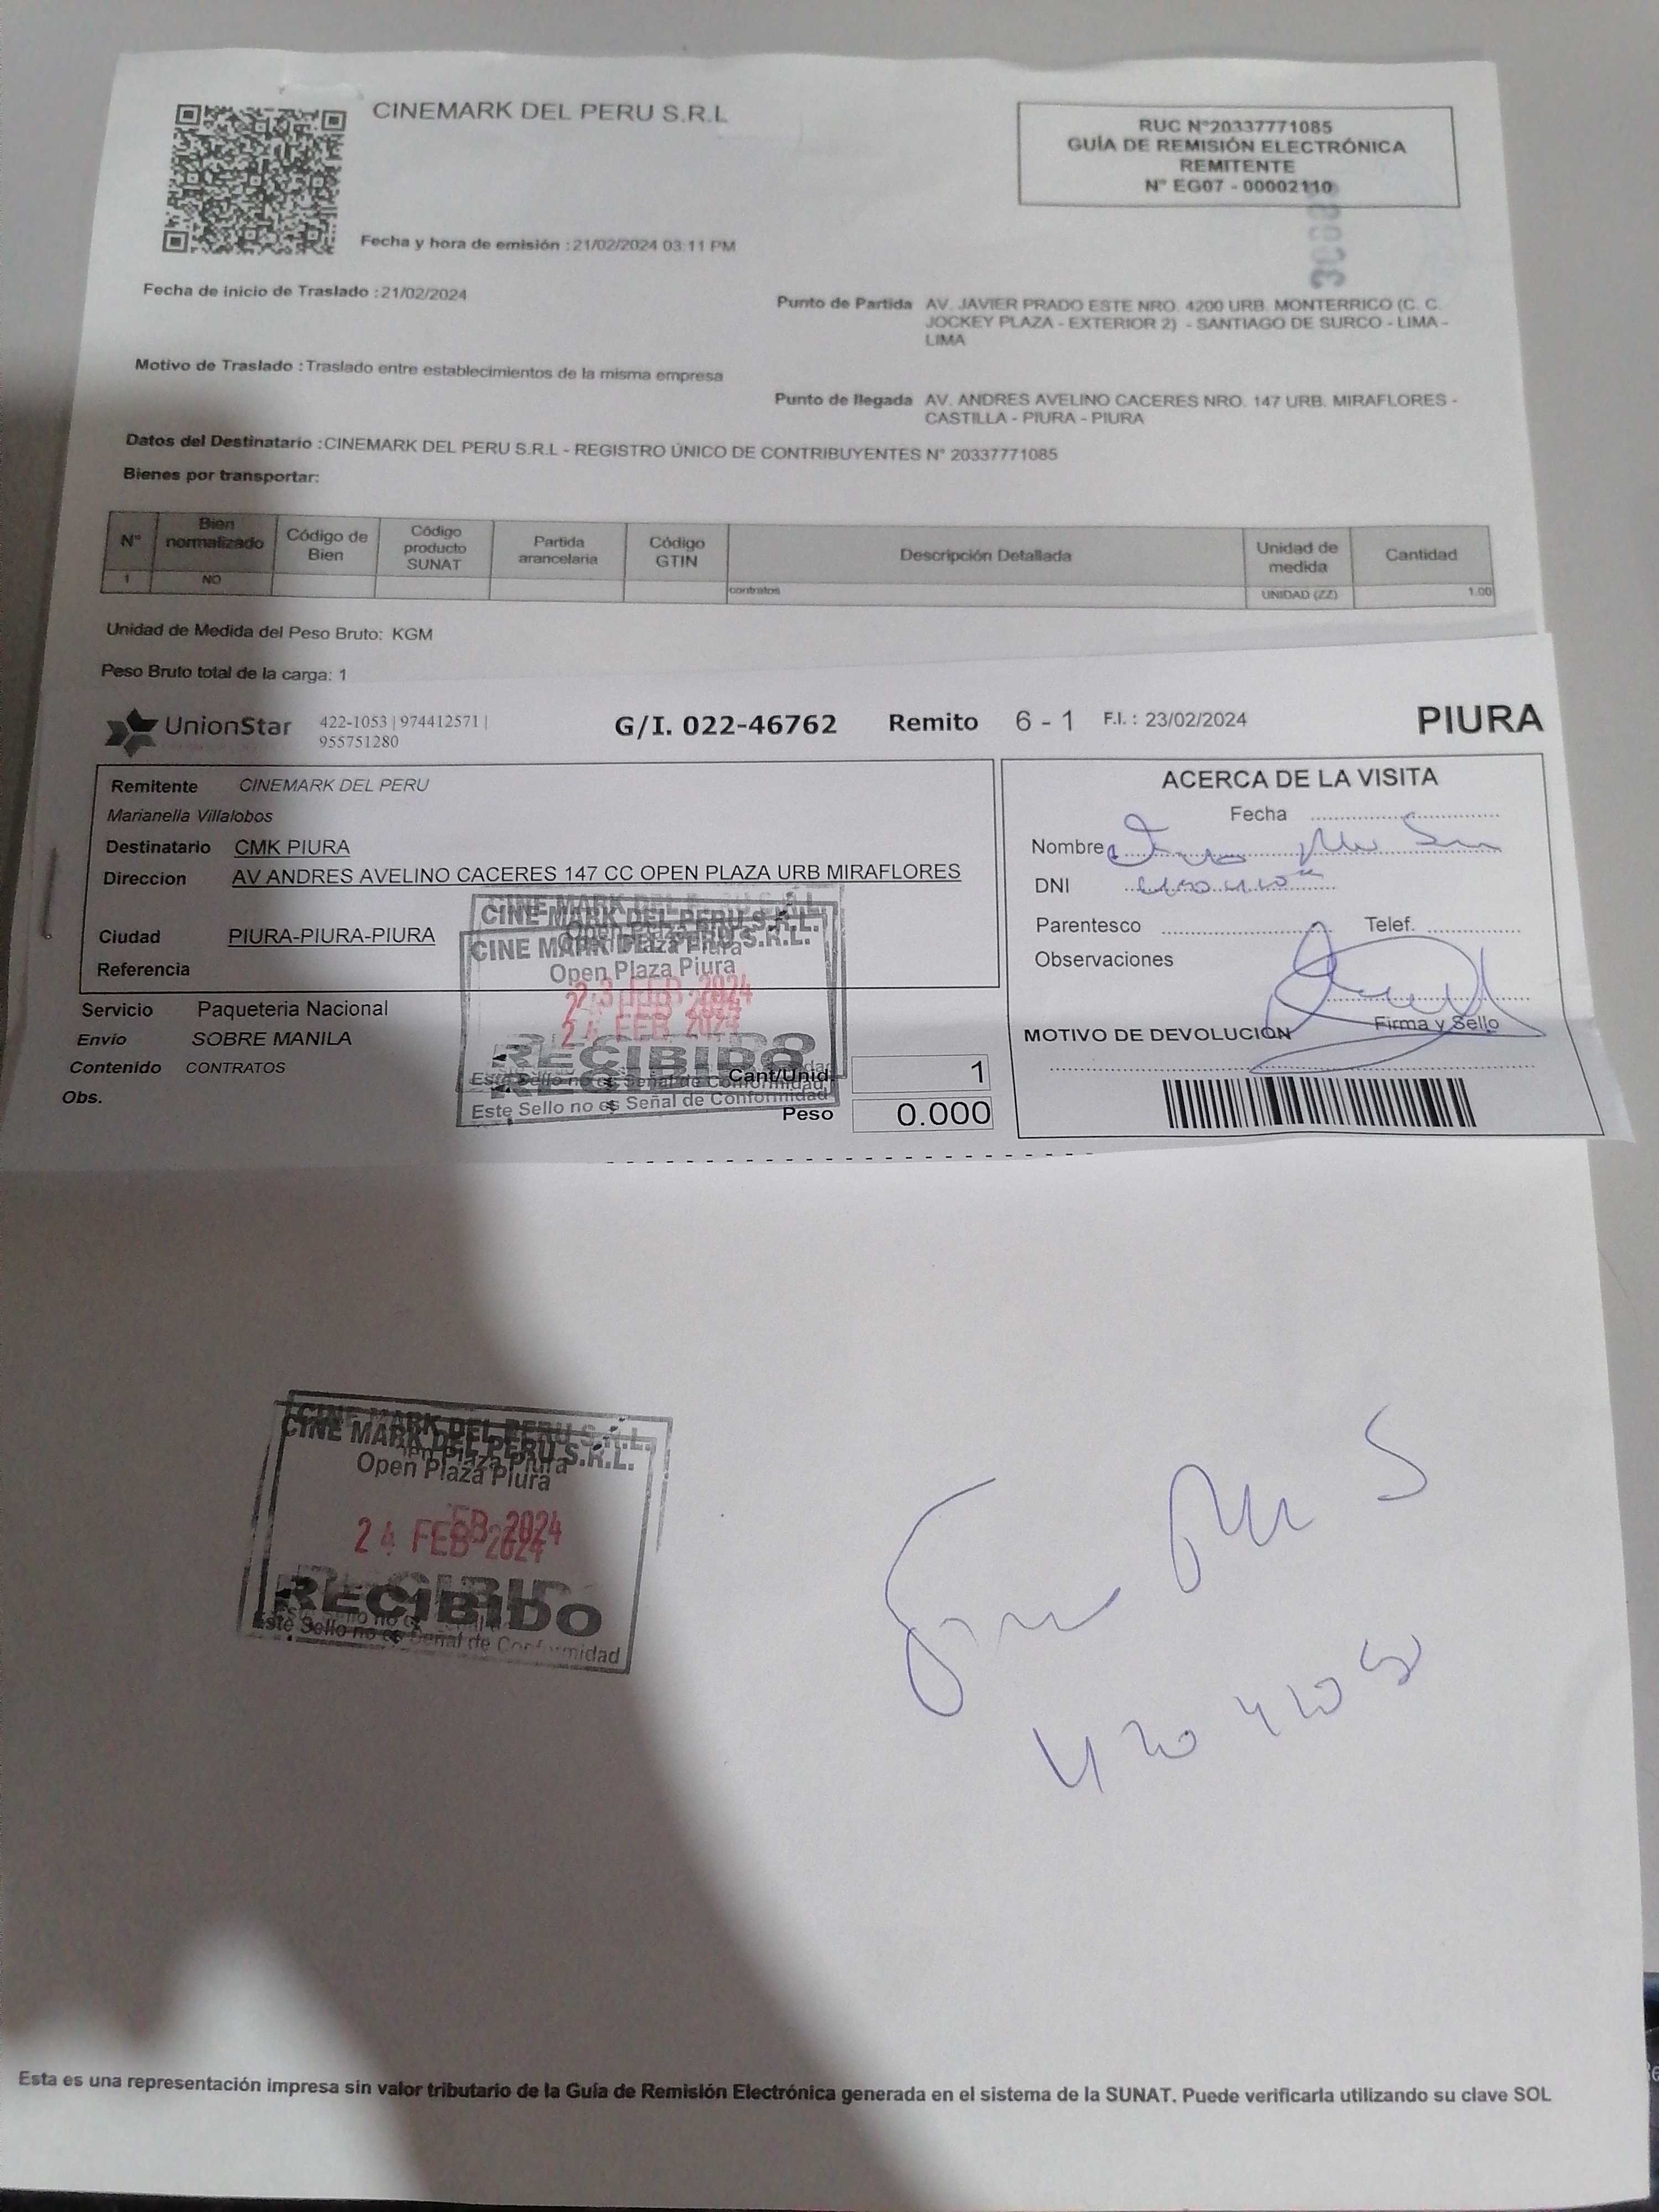 CINEMARK DEL PERU S.R.L
RUC N°20337771085
GUÍA DE REMISIÓN ELECTRÓNICA
REMITENTE
N° EG07 - 00002110
Fecha y hora de emisión : 21/02/2024 03:11 PM
Fecha de inicio de Traslado : 21/02/2024
Punto de Partida AV. JAVIER PRADO ESTE NRO. 4200 URB. MONTERRICO (C. C.
JOCKEY PLAZA - EXTERIOR 2) - SANTIAGO DE SURCO - LIMA -
LIMA
Motivo de Traslado : Traslado entre establecimientos de la misma empresa
Punto de llegada AV. ANDRES AVELINO CACERES NRO. 147 URB. MIRAFLORES -
CASTILLA - PIURA - PIURA
Datos del Destinatario : CINEMARK DEL PERU S.R.L - REGISTRO ÚNICO DE CONTRIBUYENTES N° 20337771085
Bienes por transportar:
N° Bien normalizado Código de Bien Código producto SUNAT Partida arancelaria Código GTIN Descripción Detallada Unidad de medida Cantidad
1 NO contratos UNIDAD (ZZ) 1.00
Unidad de Medida del Peso Bruto: KGM
Peso Bruto total de la carga: 1
UnionStar 422-1053 | 974412571 |
955751280
G/I. 022-46762 Remito 6 - 1 F.I. : 23/02/2024 PIURA
Remitente CINEMARK DEL PERU
Marianella Villalobos
Destinatario CMK PIURA
Direccion AV ANDRES AVELINO CACERES 147 CC OPEN PLAZA URB MIRAFLORES
Ciudad PIURA-PIURA-PIURA
Referencia
Servicio Paqueteria Nacional
Envio SOBRE MANILA
Contenido CONTRATOS
Obs.
CINE MARK DEL PERU S.R.L.
Open Plaza Piura
24 FEB 2024
RECIBIDO
Este Sello no es Señal de Conformidad
Cant/Unid 1
Peso 0.000
ACERCA DE LA VISITA
Fecha
Nombre
DNI
Parentesco Telef.
Observaciones
Firma y Sello
MOTIVO DE DEVOLUCION
CINE MARK DEL PERU S.R.L.
Open Plaza Piura
24 FEB 2024
RECIBIDO
Este Sello no es Señal de Conformidad
Esta es una representación impresa sin valor tributario de la Guía de Remisión Electrónica generada en el sistema de la SUNAT. Puede verificarla utilizando su clave SOL